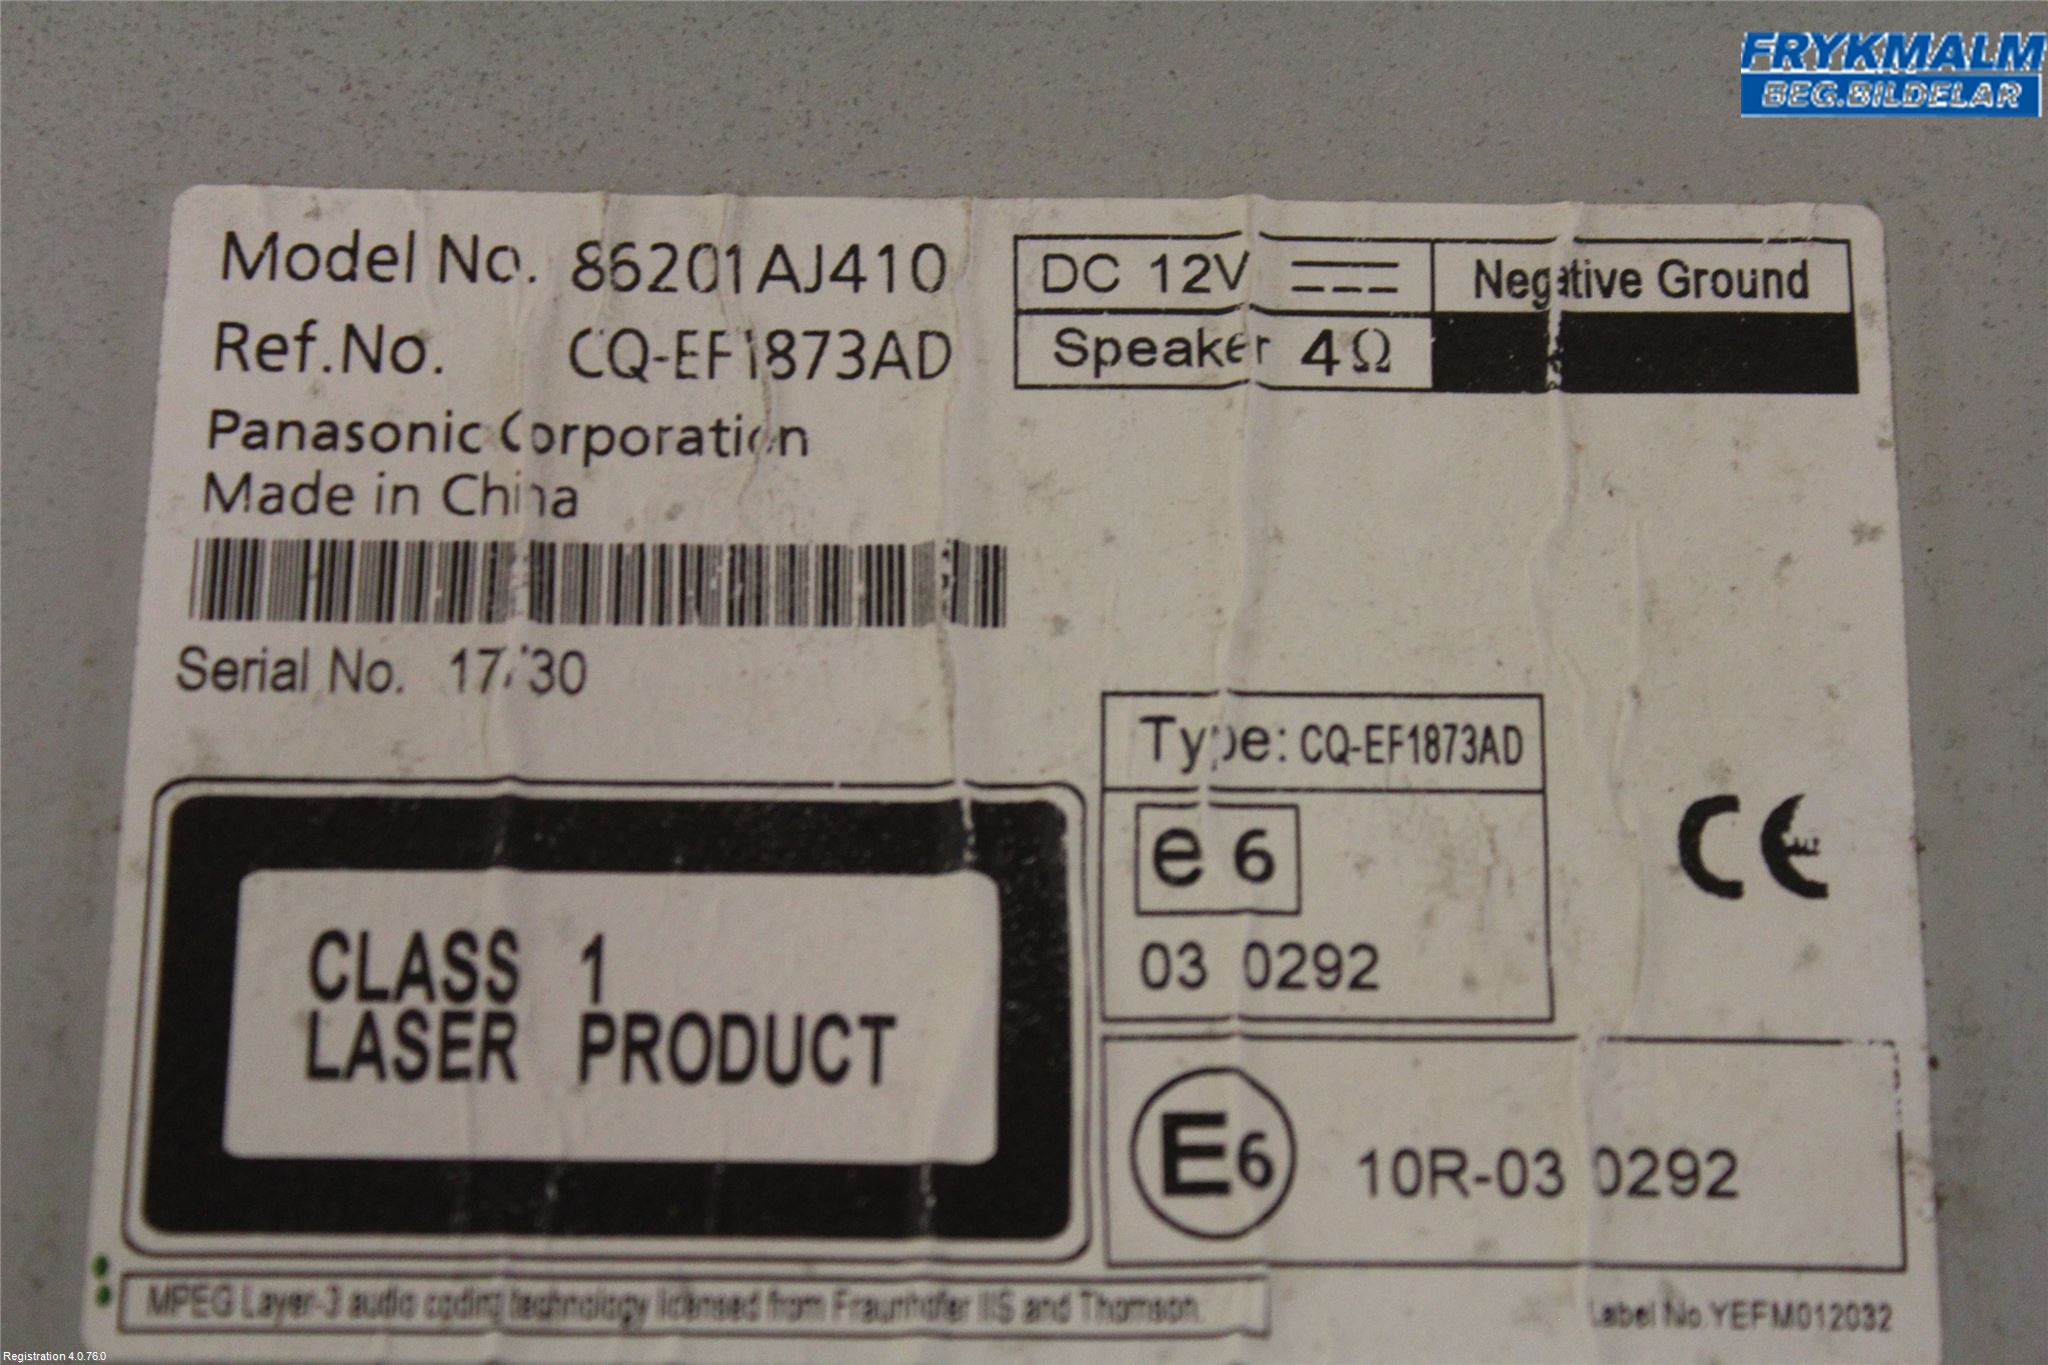 FRYKMALM
BEG.BILDELAR
Model No. 86201AJ410
Ref.No. CQ-EF1873AD
Panasonic Corporation
Made in China
DC 12V
Negative Ground
Speaker 4Ω
Serial No.
Type: CQ-EF1873AD
e 6
03 0292
CE
CLASS 1
LASER PRODUCT
E6 10R-03 0292
MPEG Layer-3 audio coding technology licensed from Fraunhofer IIS and Thomson.
Label No.YEFM012032
Registration 4.0.76.0